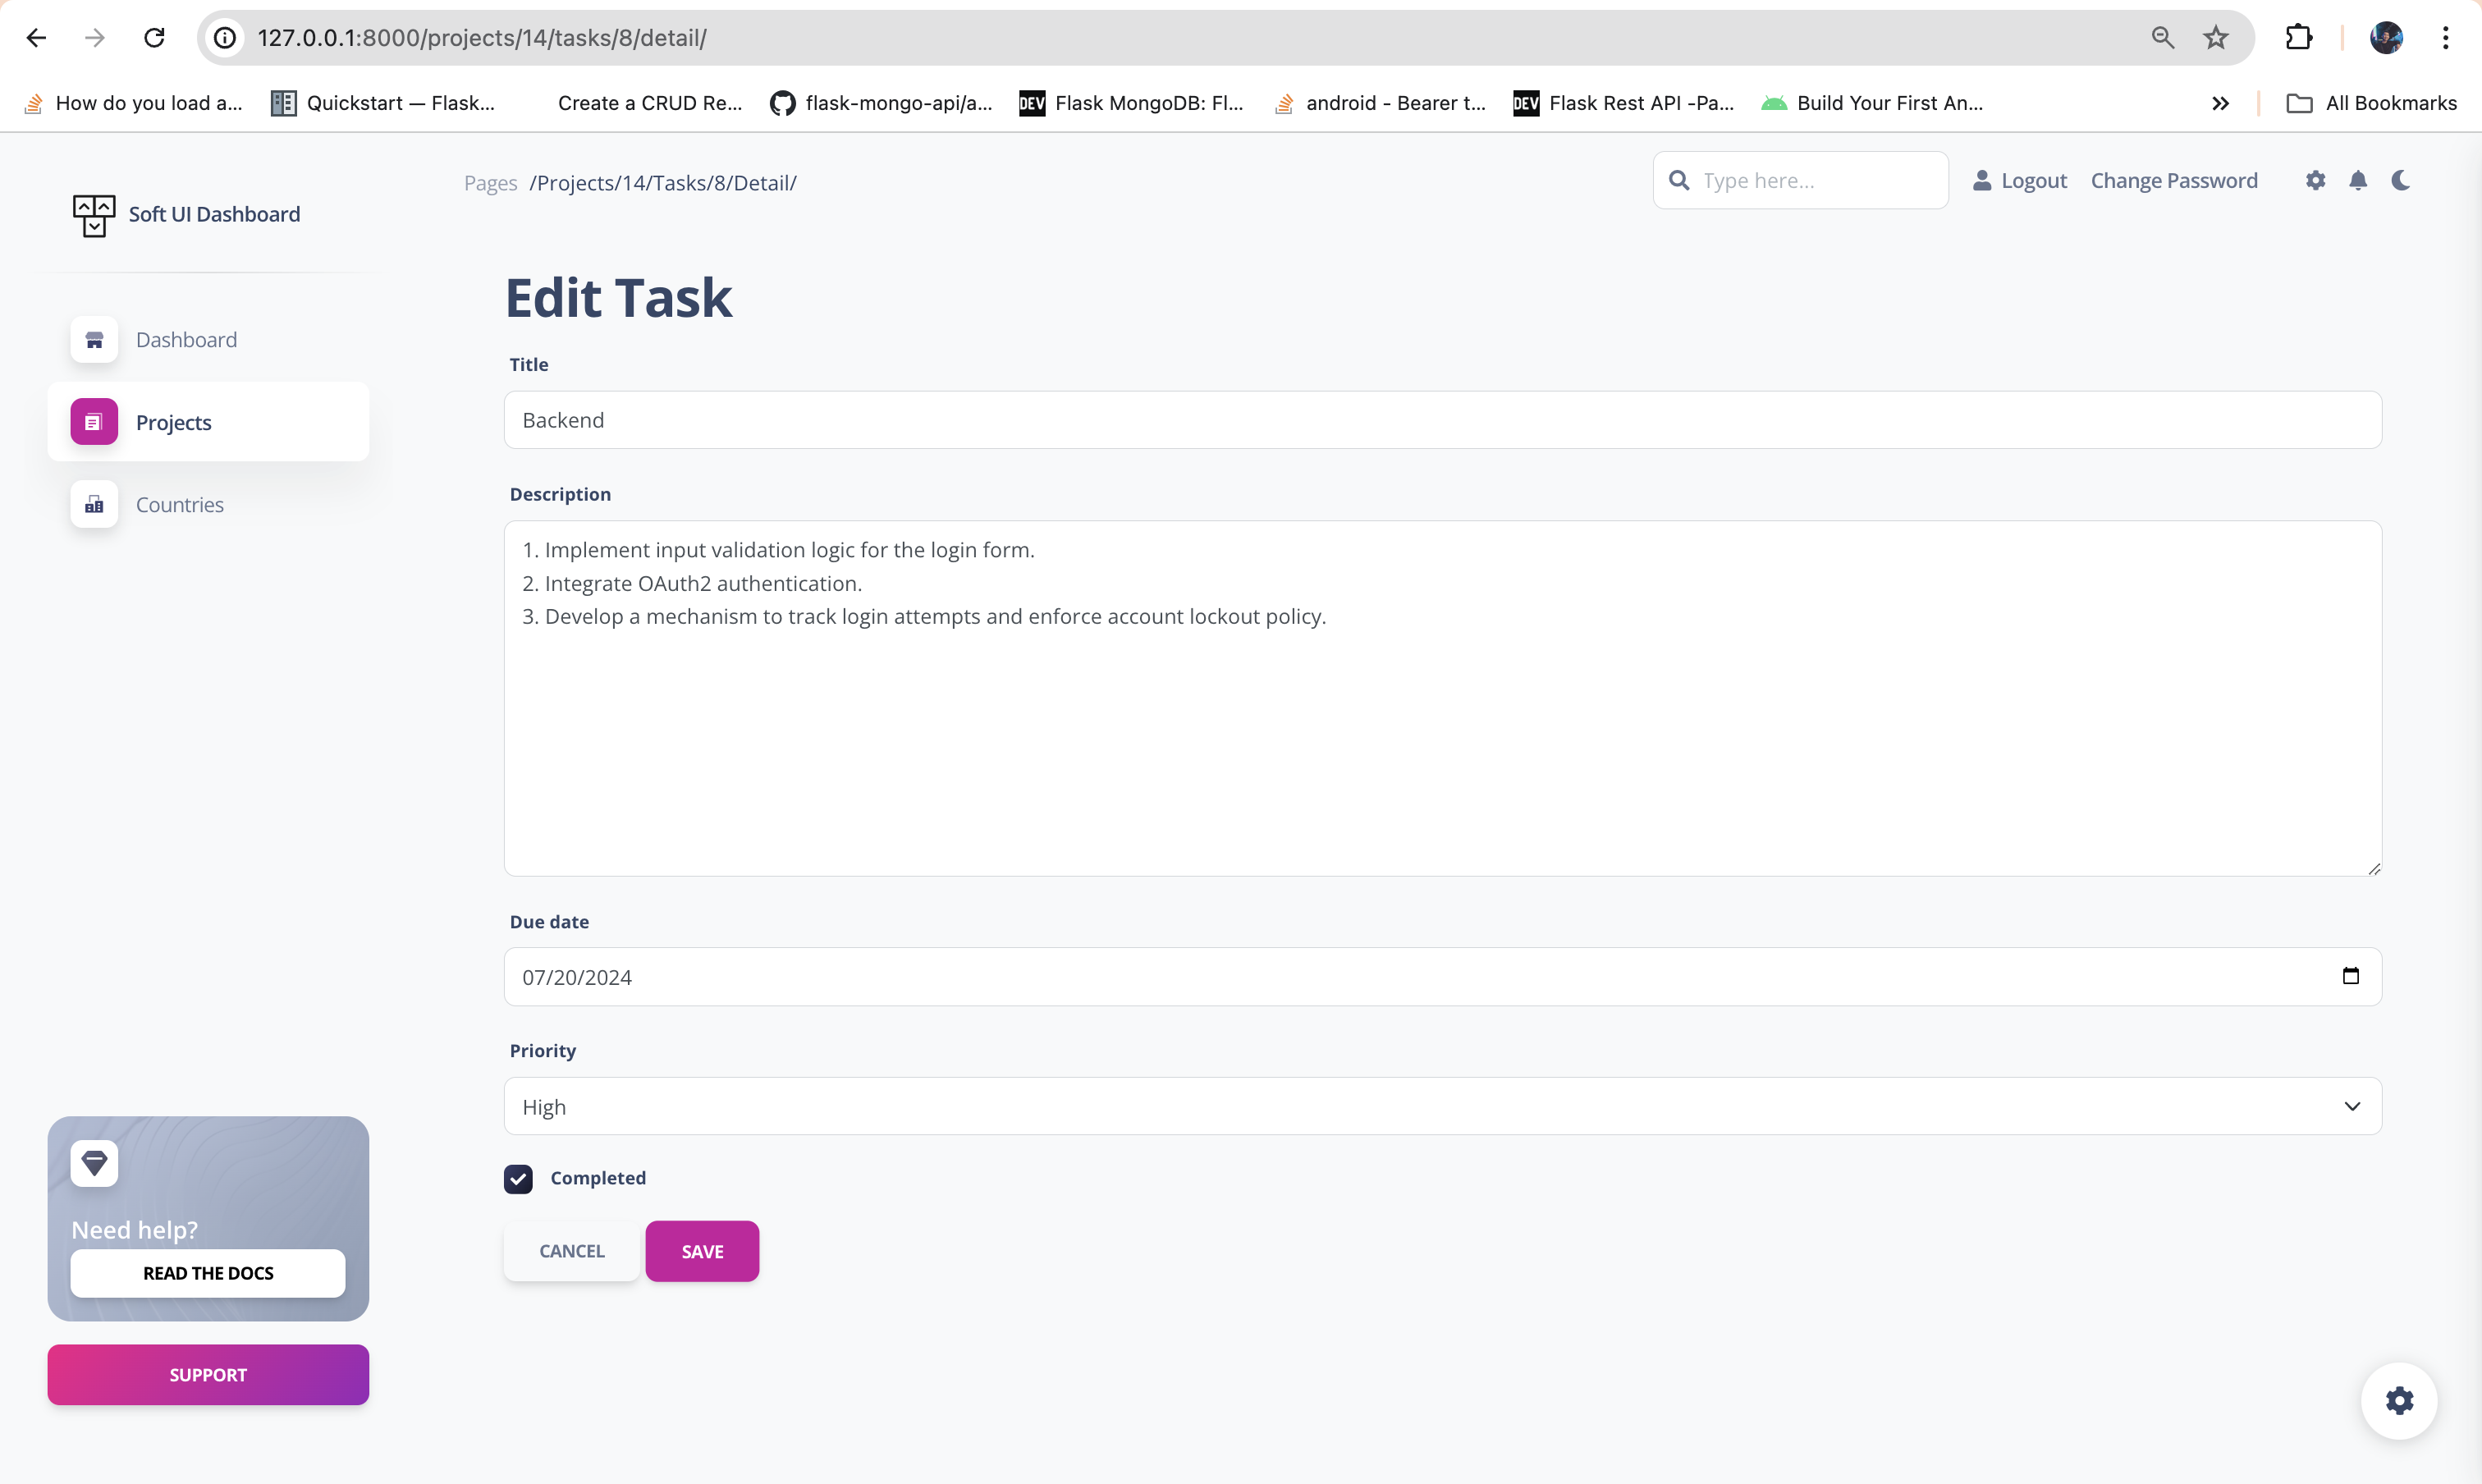 127.0.0.1:8000/projects/14/tasks/8/detail/
How do you load a...
Quickstart — Flask...
Create a CRUD Re...
flask-mongo-api/a...
DEV Flask MongoDB: Fl...
android - Bearer t...
DEV Flask Rest API -Pa...
Build Your First An...
All Bookmarks
Soft UI Dashboard
Pages /Projects/14/Tasks/8/Detail/
Type here...
Logout
Change Password
Dashboard
Projects
Countries
Need help?
READ THE DOCS
SUPPORT
Edit Task
Title
Backend
Description
1. Implement input validation logic for the login form.
2. Integrate OAuth2 authentication.
3. Develop a mechanism to track login attempts and enforce account lockout policy.
Due date
07/20/2024
Priority
High
Completed
CANCEL
SAVE